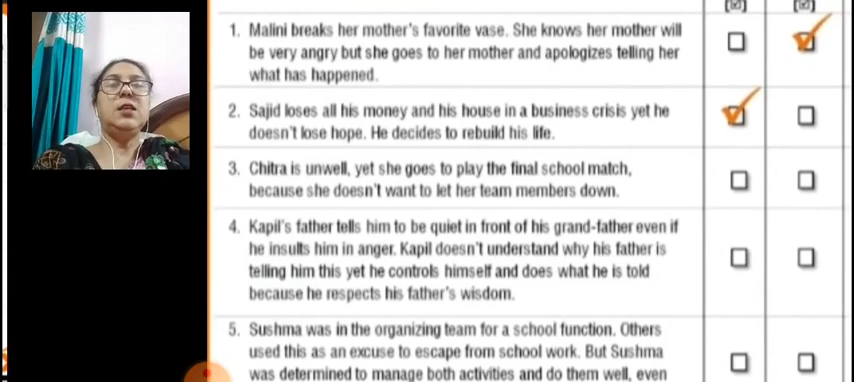 1. Malini breaks her mother's favorite vase. She knows her mother will
be very angry but she goes to her mother and apologizes telling her
what has happened.
2. Sajid loses all his money and his house in a business crisis yet he
doesn't lose hope. He decides to rebuild his life.
3. Chitra is unwell, yet she goes to play the final school match,
because she doesn't want to let her team members down.
4. Kapil's father tells him to be quiet in front of his grand-father even if
he insults him in anger. Kapil doesn't understand why his father is
telling him this yet he controls himself and does what he is told
because he respects his father's wisdom.
5. Sushma was in the organizing team for a school function. Others
used this as an excuse to escape from school work. But Sushma
was determined to manage both activities and do them well, even